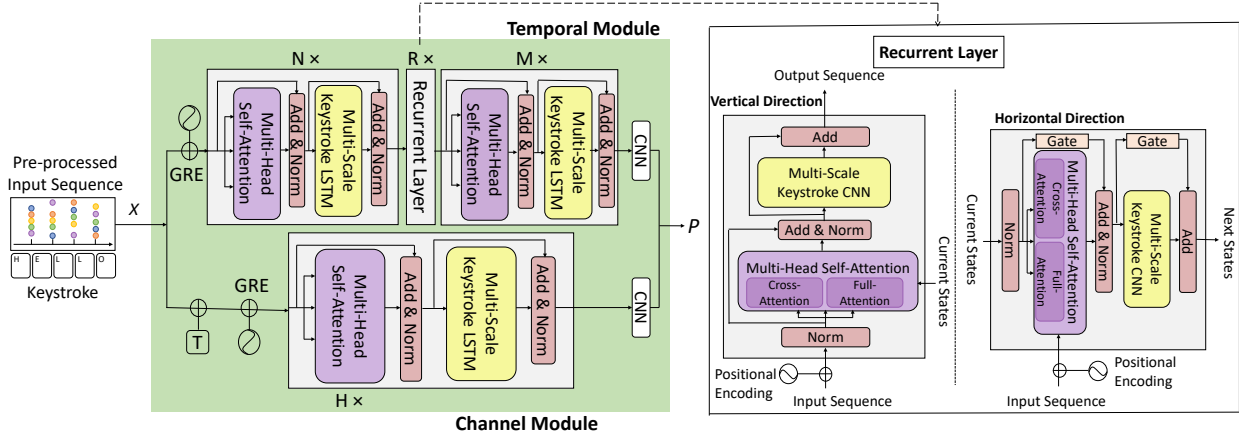 Temporal Module
N ×
R ×
M ×
Multi-Head
Self-Attention
Add & Norm
Multi-Scale
Keystroke LSTM
Add & Norm
Recurrent Layer
Multi-Head
Self-Attention
Add & Norm
Multi-Scale
Keystroke LSTM
Add & Norm
CNN
GRE
Pre-processed
Input Sequence
X
H E L L O
Keystroke
P
GRE
T
Multi-Head
Self-Attention
Add & Norm
Multi-Scale
Keystroke LSTM
Add & Norm
CNN
H ×
Channel Module
Recurrent Layer
Output Sequence
Vertical Direction
Add
Multi-Scale
Keystroke CNN
Add & Norm
Multi-Head Self-Attention
Cross-
Attention
Full-
Attention
Norm
Current States
Positional
Encoding
Input Sequence
Horizontal Direction
Gate
Gate
Current States
Norm
Cross-
Attention
Full-
Attention
Multi-Head Self-Attention
Add & Norm
Multi-Scale
Keystroke CNN
Add
Next States
Positional
Encoding
Input Sequence